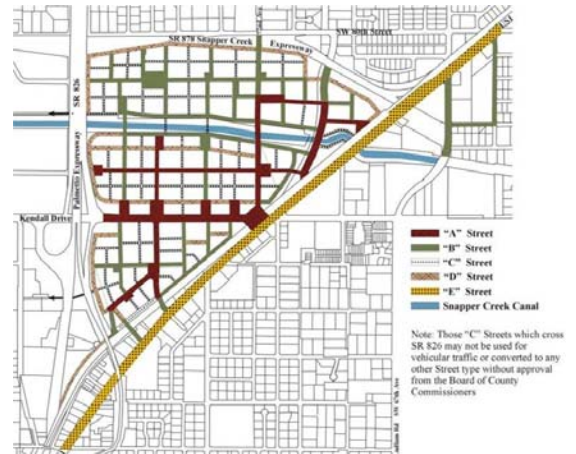 SR 878 Snapper Creek
Expressway
SW 80th Street
US1
SR 826
Palmetto Expressway
Kendall Drive
"A" Street
"B" Street
"C" Street
"D" Street
"E" Street
Snapper Creek Canal
Note: Those "C" Streets which cross
SR 826 may not be used for
vehicular traffic or converted to any
other Street type without approval
from the Board of County
Commissioners
SW 67th Ave
Rd